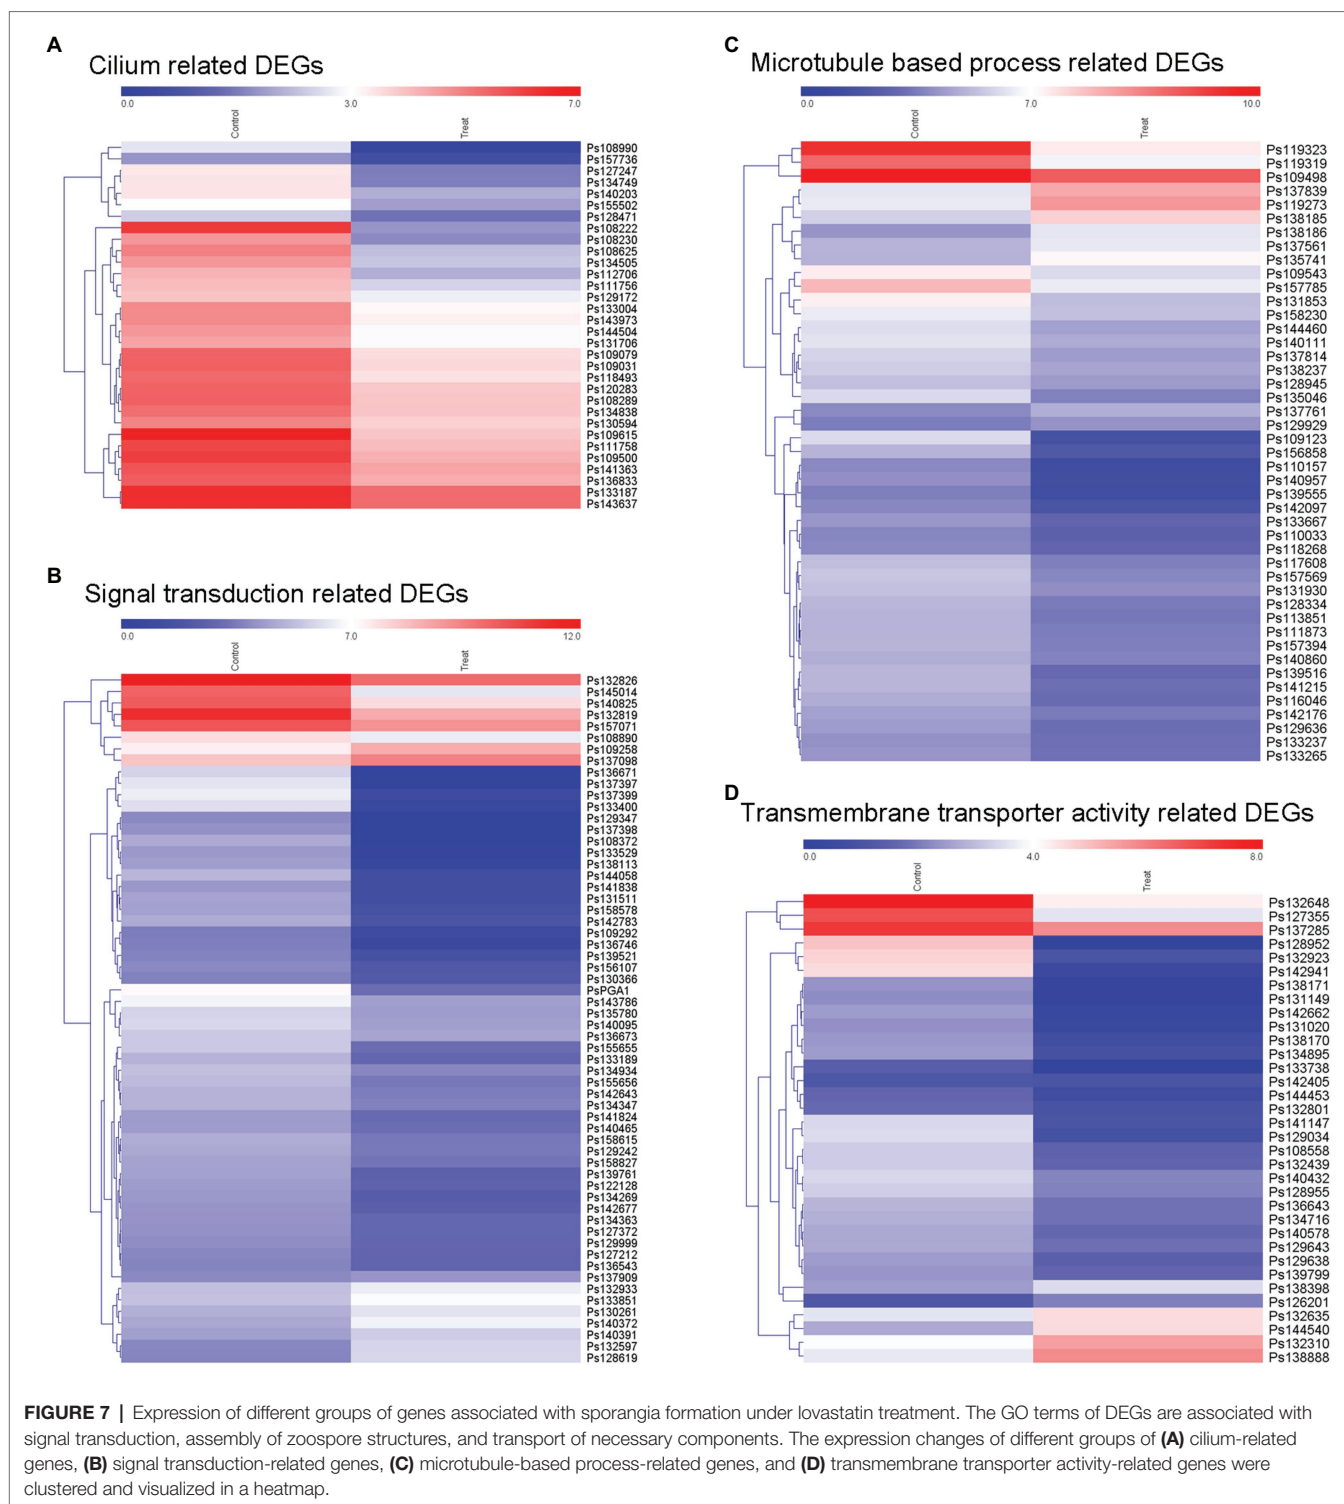 A
Cilium related DEGs
0.0 3.0 7.0
Control Treat
Ps108990
Ps157736
Ps127247
Ps134749
Ps140203
Ps155502
Ps128471
Ps108222
Ps108230
Ps108625
Ps134505
Ps112706
Ps111756
Ps129172
Ps133004
Ps143973
Ps144504
Ps131706
Ps109079
Ps109031
Ps118493
Ps120283
Ps108289
Ps134838
Ps130594
Ps109615
Ps111758
Ps109500
Ps141363
Ps136833
Ps133187
Ps143637
B
Signal transduction related DEGs
0.0 7.0 12.0
Control Treat
Ps132826
Ps145014
Ps140825
Ps132819
Ps157071
Ps108890
Ps109258
Ps137098
Ps136671
Ps137397
Ps137399
Ps133400
Ps129347
Ps137398
Ps108372
Ps133529
Ps138113
Ps144058
Ps141838
Ps131511
Ps158578
Ps142783
Ps109292
Ps136746
Ps139521
Ps156107
Ps130366
PsPGA1
Ps143786
Ps135780
Ps140095
Ps136673
Ps155655
Ps133189
Ps134934
Ps155656
Ps142643
Ps134347
Ps141824
Ps140465
Ps158615
Ps129242
Ps158827
Ps139761
Ps122128
Ps134269
Ps142677
Ps134363
Ps127372
Ps129999
Ps127212
Ps136543
Ps137909
Ps132933
Ps133851
Ps130261
Ps140372
Ps140391
Ps132597
Ps128619
C
Microtubule based process related DEGs
0.0 7.0 10.0
Control Treat
Ps119323
Ps119319
Ps109498
Ps137839
Ps119273
Ps138185
Ps138186
Ps137561
Ps135741
Ps109543
Ps157785
Ps131853
Ps158230
Ps144460
Ps140111
Ps137814
Ps138237
Ps128945
Ps135046
Ps137761
Ps129929
Ps109123
Ps156858
Ps110157
Ps140957
Ps139555
Ps142097
Ps133667
Ps110033
Ps118268
Ps117608
Ps157569
Ps131930
Ps128334
Ps113851
Ps111873
Ps157394
Ps140860
Ps139516
Ps141215
Ps116046
Ps142176
Ps129636
Ps133237
Ps133265
D
Transmembrane transporter activity related DEGs
0.0 4.0 8.0
Control Treat
Ps132648
Ps127355
Ps137285
Ps128952
Ps132923
Ps142941
Ps138171
Ps131149
Ps142662
Ps131020
Ps138170
Ps134895
Ps133738
Ps142405
Ps144453
Ps132801
Ps141147
Ps129034
Ps108558
Ps132439
Ps140432
Ps128955
Ps136643
Ps134716
Ps140578
Ps129643
Ps129638
Ps139799
Ps138398
Ps126201
Ps132635
Ps144540
Ps132310
Ps138888
FIGURE 7 | Expression of different groups of genes associated with sporangia formation under lovastatin treatment. The GO terms of DEGs are associated with
signal transduction, assembly of zoospore structures, and transport of necessary components. The expression changes of different groups of (A) cilium-related
genes, (B) signal transduction-related genes, (C) microtubule-based process-related genes, and (D) transmembrane transporter activity-related genes were
clustered and visualized in a heatmap.